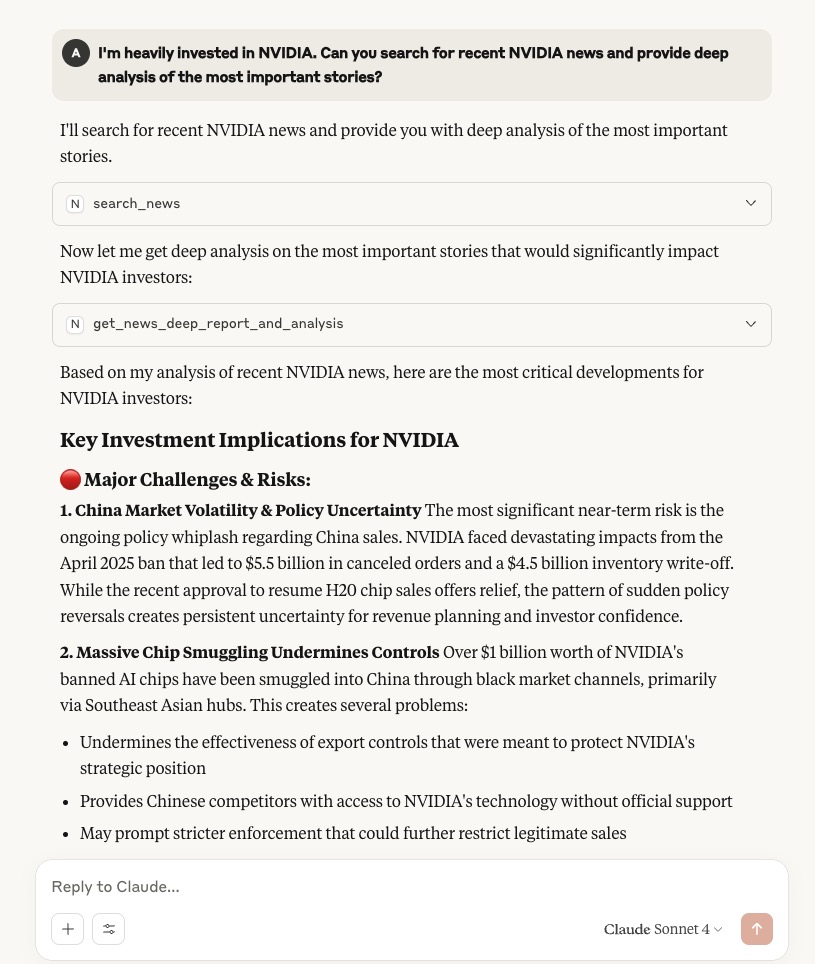 A I'm heavily invested in NVIDIA. Can you search for recent NVIDIA news and provide deep
analysis of the most important stories?
I'll search for recent NVIDIA news and provide you with deep analysis of the most important
stories.
N search_news
Now let me get deep analysis on the most important stories that would significantly impact
NVIDIA investors:
N get_news_deep_report_and_analysis
Based on my analysis of recent NVIDIA news, here are the most critical developments for
NVIDIA investors:
Key Investment Implications for NVIDIA
🔴 Major Challenges & Risks:
1. China Market Volatility & Policy Uncertainty The most significant near-term risk is the
ongoing policy whiplash regarding China sales. NVIDIA faced devastating impacts from the
April 2025 ban that led to $5.5 billion in canceled orders and a $4.5 billion inventory write-off.
While the recent approval to resume H20 chip sales offers relief, the pattern of sudden policy
reversals creates persistent uncertainty for revenue planning and investor confidence.
2. Massive Chip Smuggling Undermines Controls Over $1 billion worth of NVIDIA's
banned AI chips have been smuggled into China through black market channels, primarily
via Southeast Asian hubs. This creates several problems:
• Undermines the effectiveness of export controls that were meant to protect NVIDIA's
strategic position
• Provides Chinese competitors with access to NVIDIA's technology without official support
• May prompt stricter enforcement that could further restrict legitimate sales
Reply to Claude...
Claude Sonnet 4